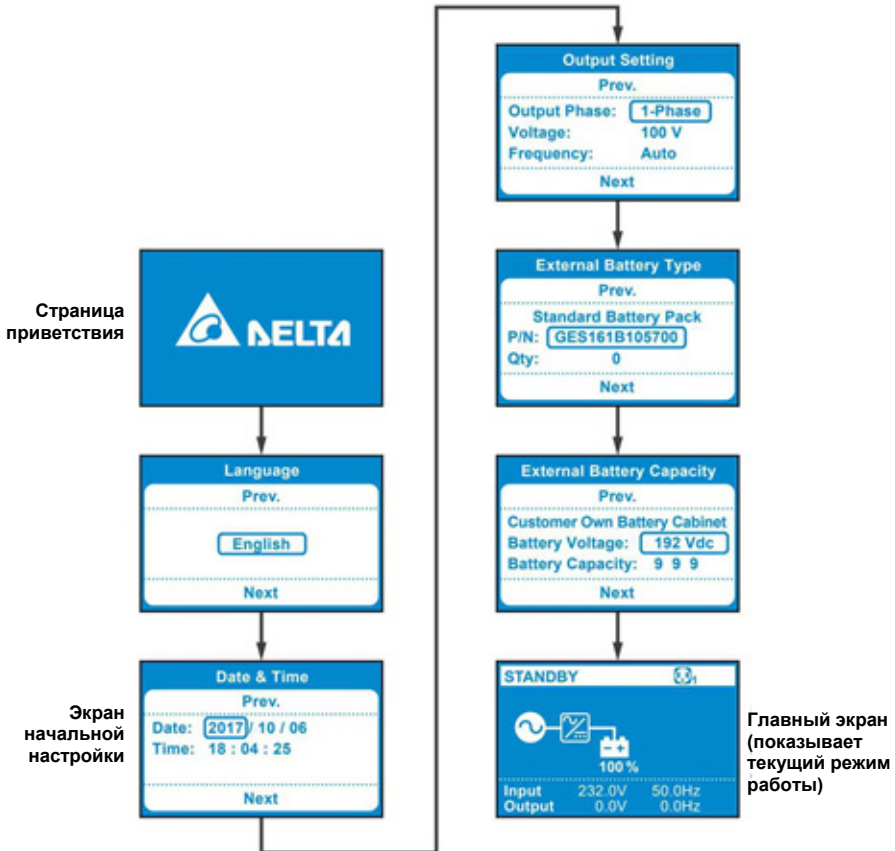 Страница
приветствия
DELTA
Language
Prev.
English
Next
Экран
начальной
настройки
Date & Time
Prev.
Date: 2017 / 10 / 06
Time: 18 : 04 : 25
Next
Output Setting
Prev.
Output Phase: 1-Phase
Voltage: 100 V
Frequency: Auto
Next
External Battery Type
Prev.
Standard Battery Pack
P/N: GES161B105700
Qty: 0
Next
External Battery Capacity
Prev.
Customer Own Battery Cabinet
Battery Voltage: 192 Vdc
Battery Capacity: 9 9 9
Next
STANDBY
100 %
Input 232.0V 50.0Hz
Output 0.0V 0.0Hz
Главный экран
(показывает
текущий режим
работы)